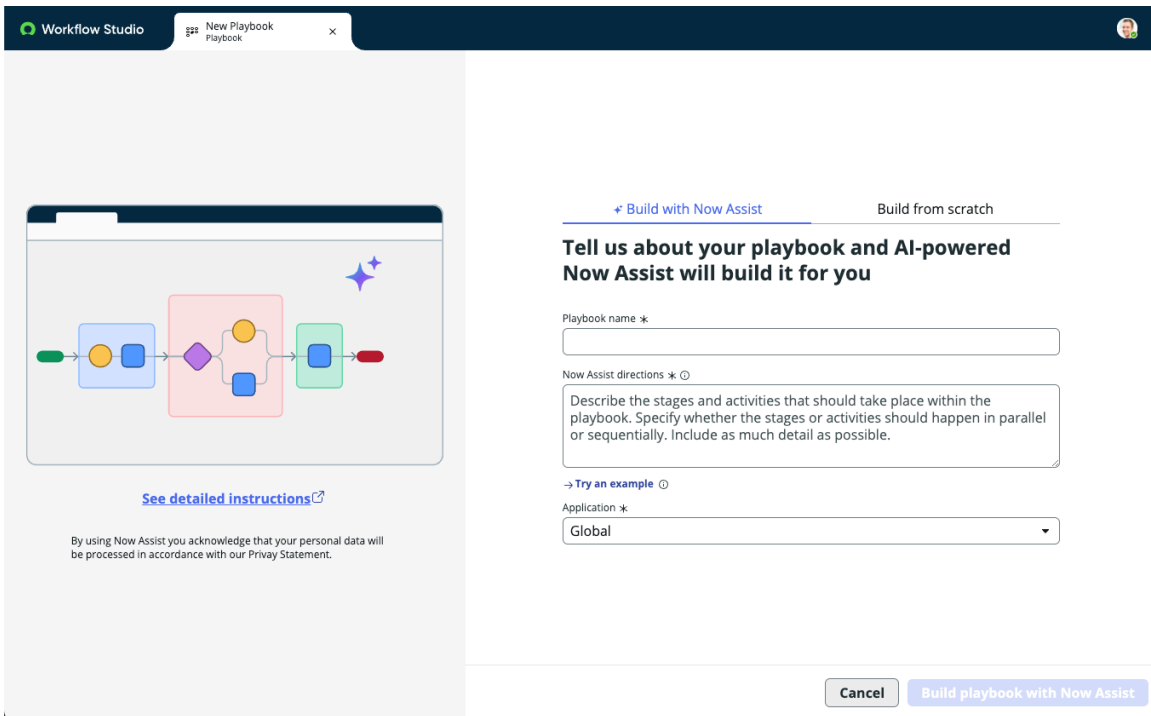 Workflow Studio
New Playbook
Playbook
See detailed instructions
By using Now Assist you acknowledge that your personal data will
be processed in accordance with our Privay Statement.
Build with Now Assist
Build from scratch
Tell us about your playbook and AI-powered
Now Assist will build it for you
Playbook name *
Now Assist directions *
Describe the stages and activities that should take place within the
playbook. Specify whether the stages or activities should happen in parallel
or sequentially. Include as much detail as possible.
→ Try an example
Application *
Global
Cancel
Build playbook with Now Assist